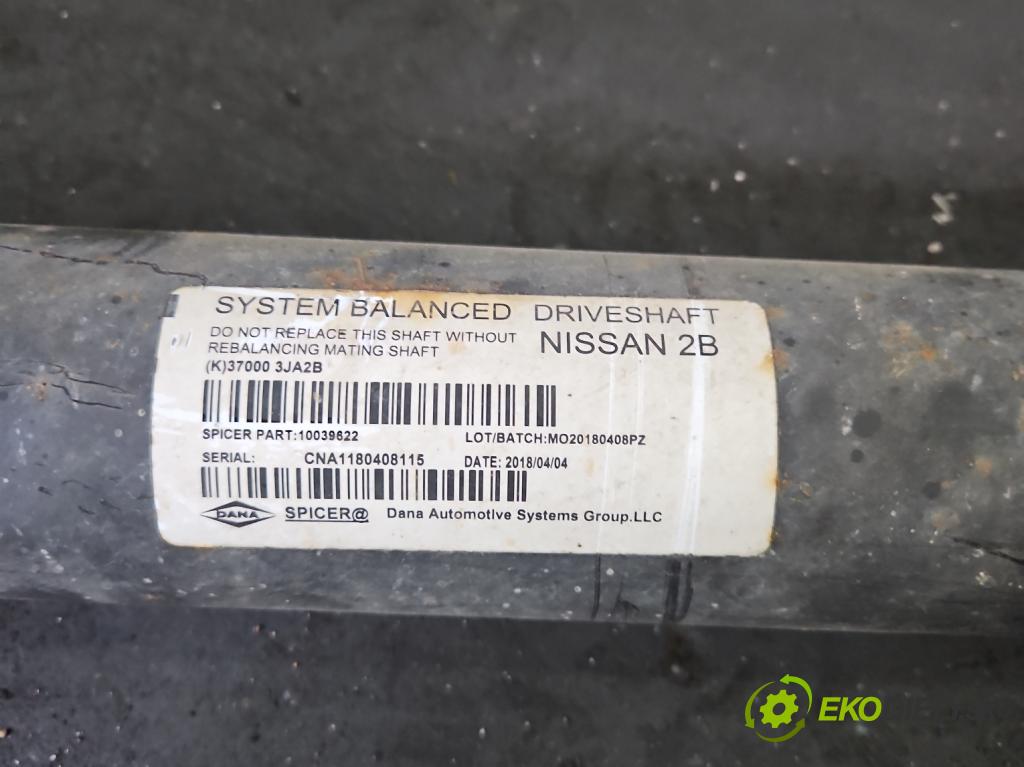 SYSTEM BALANCED DRIVESHAFT
DO NOT REPLACE THIS SHAFT WITHOUT
REBALANCING MATING SHAFT
NISSAN 2B
(K)37000 3JA2B
SPICER PART:10039622 LOT/BATCH:MO20180408PZ
SERIAL: CNA1180408115 DATE: 2018/04/04
DANA SPICER@ Dana Automotive Systems Group.LLC
EKO